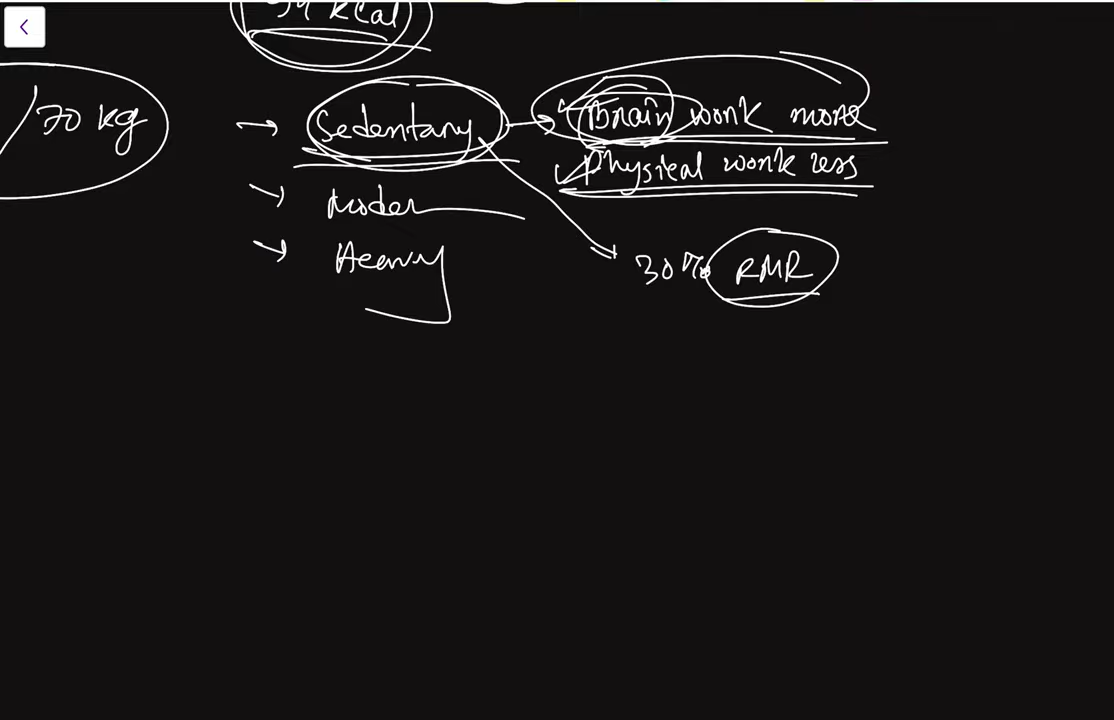 kcal
/70 kg
→ Sedentary → Brain work more
Physical work less
→ Moder
→ Heavy
30% RMR